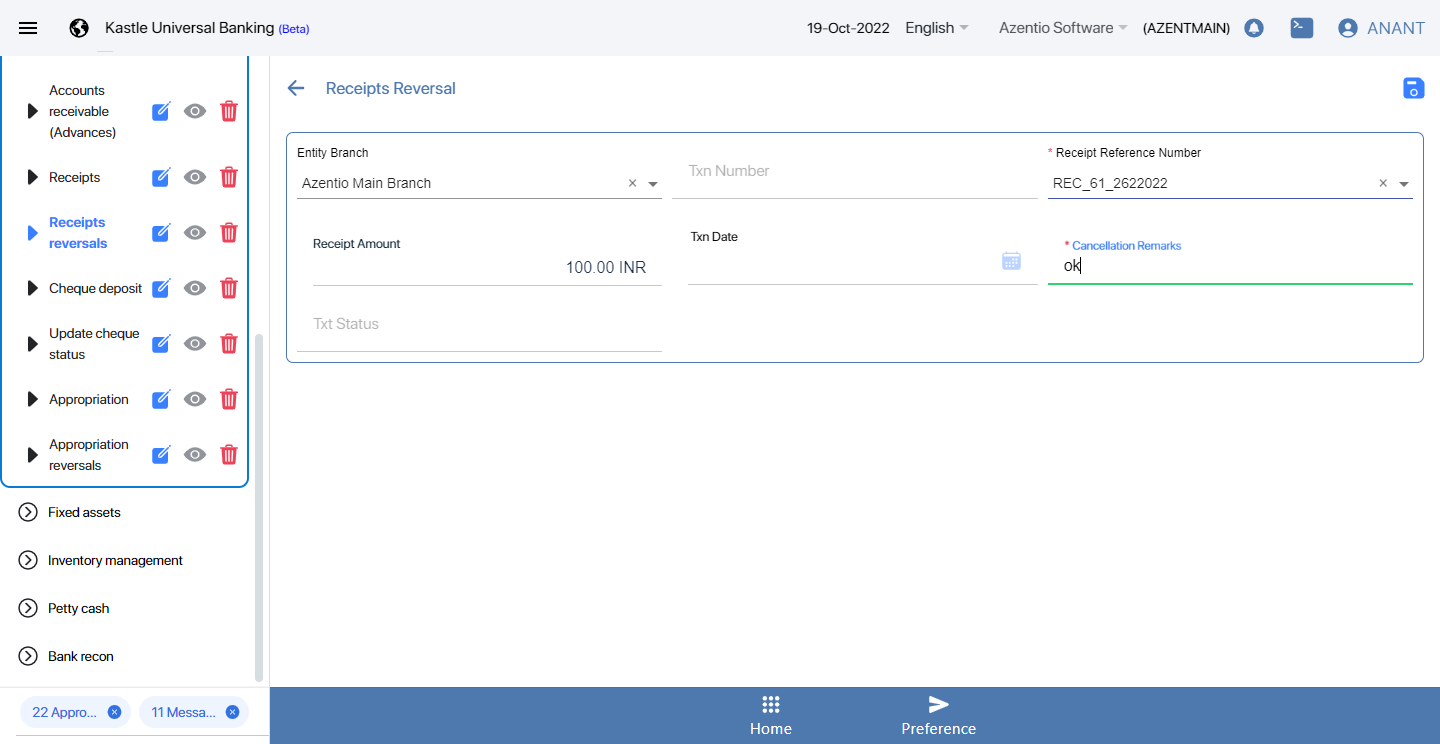 Kastle Universal Banking (Beta)
19-Oct-2022 English Azentio Software (AZENTMAIN) ANANT
Accounts
receivable
(Advances)
Receipts
Receipts
reversals
Cheque deposit
Update cheque
status
Appropriation
Appropriation
reversals
Fixed assets
Inventory management
Petty cash
Bank recon
22 Appro...
11 Messa...
Receipts Reversal
Entity Branch
Azentio Main Branch
Txn Number
* Receipt Reference Number
REC_61_2622022
Receipt Amount
100.00 INR
Txn Date
* Cancellation Remarks
ok
Txt Status
Home
Preference